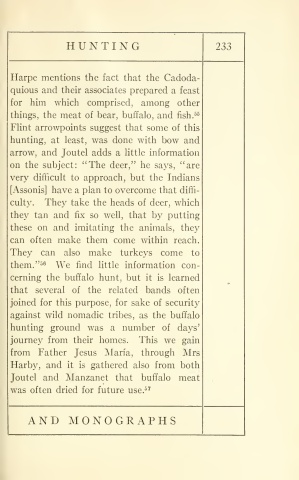 HUNTING 233
Harpe mentions the fact that the Cadoda-
quious and their associates prepared a feast
for him which comprised, among other
things, the meat of bear, buffalo, and fish.
Flint arrowpoints suggest that some of this
hunting, at least, was done with bow and
arrow, and Joutel adds a little information
on the subject: "The deer," he says, "are
very difficult to approach, but the Indians
[Assonis] have a plan to overcome that diffi-
culty. They take the heads of deer, which
they tan and fix so well, that by putting
these on and imitating the animals, they
can often make them come within reach.
They can also make turkeys come to
them." We find little information con-
cerning the buffalo hunt, but it is learned
that several of the related bands often
joined for this purpose, for sake of security
against wild nomadic tribes, as the buffalo
hunting ground was a number of days'
journey from their homes. This we gain
from Father Jesus María, through Mrs
Harby, and it is gathered also from both
Joutel and Manzanet that buffalo meat
was often dried for future use.⁵⁷
AND MONOGRAPHS